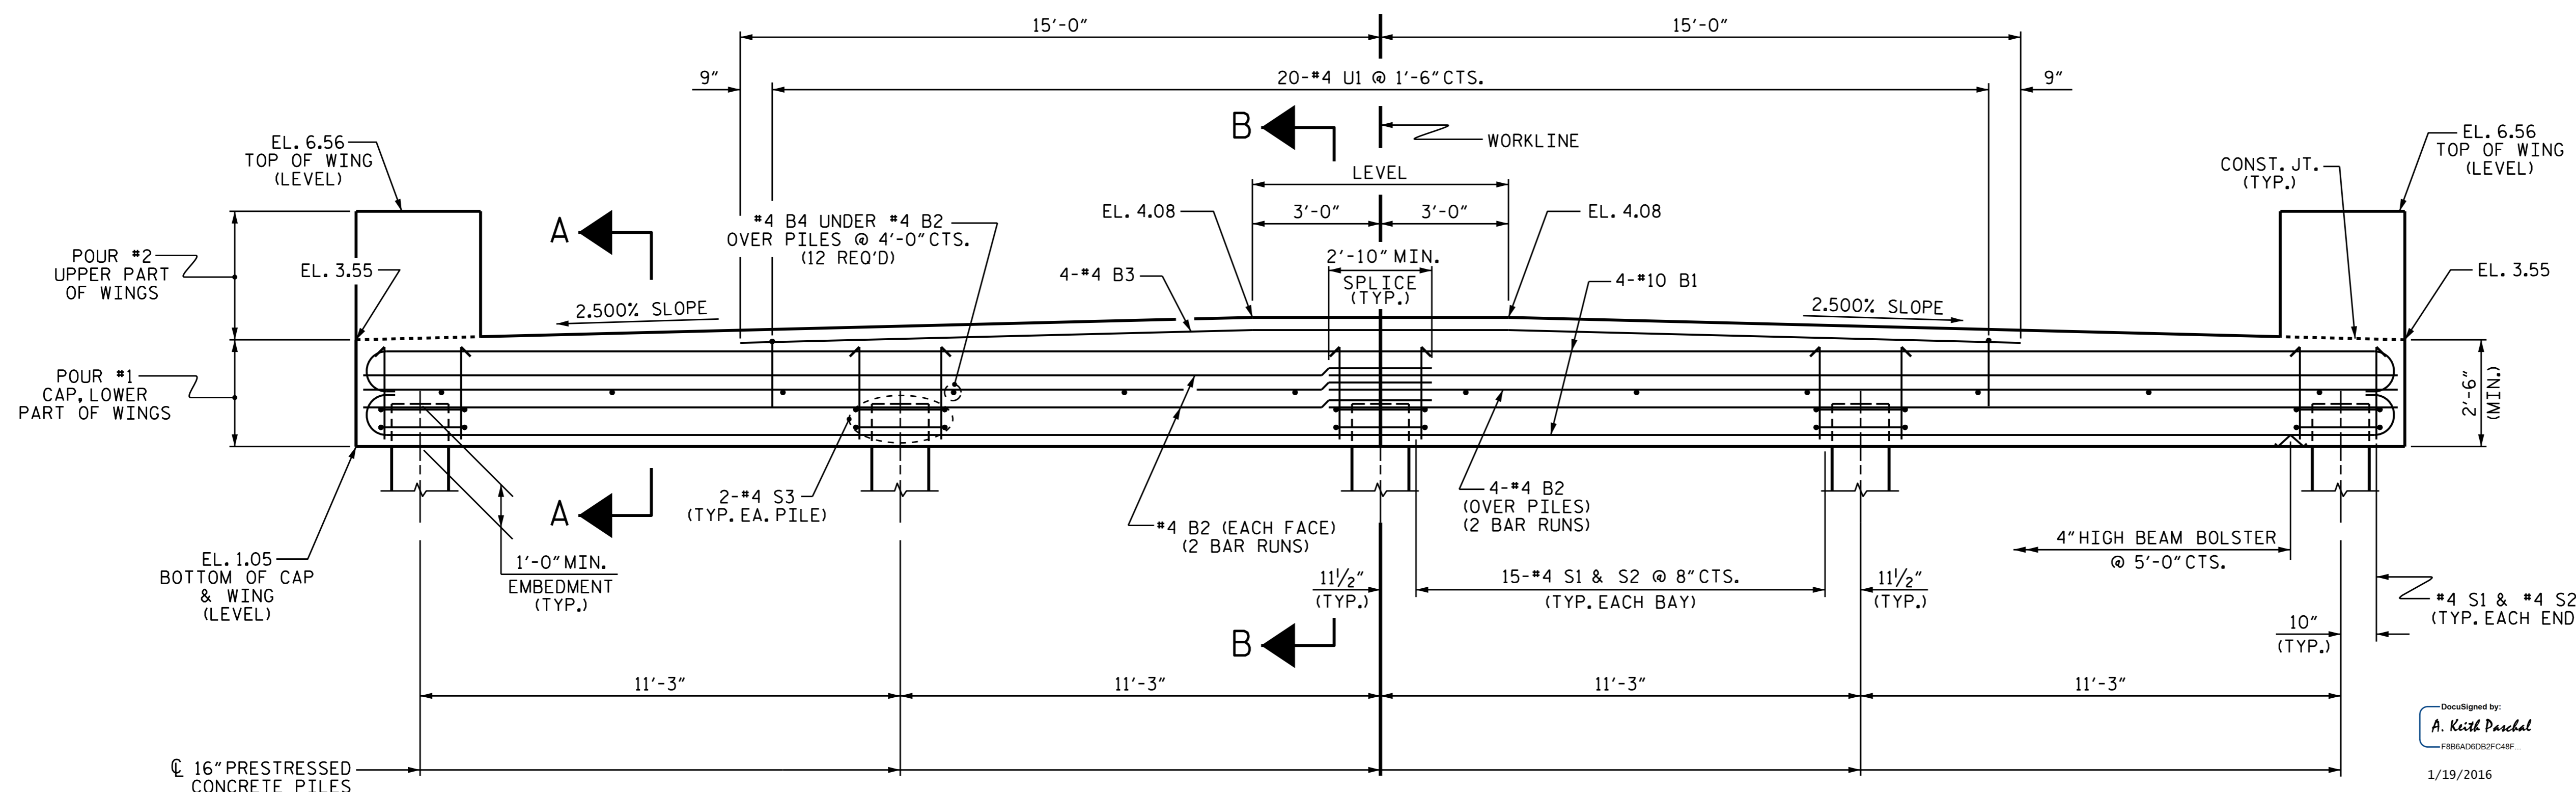 15'-0"
15'-0"
9"
20-#4 U1 @ 1'-6" CTS.
9"
B
WORKLINE
EL. 6.56
TOP OF WING
(LEVEL)
EL. 6.56
TOP OF WING
(LEVEL)
CONST. JT.
(TYP.)
LEVEL
A
#4 B4 UNDER #4 B2
OVER PILES @ 4'-0" CTS.
(12 REQ'D)
EL. 4.08
3'-0"
3'-0"
EL. 4.08
POUR #2
UPPER PART
OF WINGS
EL. 3.55
2'-10" MIN.
SPLICE
(TYP.)
4-#4 B3
4-#10 B1
EL. 3.55
2.500% SLOPE
2.500% SLOPE
POUR #1
CAP, LOWER
PART OF WINGS
2'-6"
(MIN.)
2-#4 S3
(TYP. EA. PILE)
A
4-#4 B2
(OVER PILES)
(2 BAR RUNS)
#4 B2 (EACH FACE)
(2 BAR RUNS)
4" HIGH BEAM BOLSTER
@ 5'-0" CTS.
EL. 1.05
BOTTOM OF CAP
& WING
(LEVEL)
1'-0" MIN.
EMBEDMENT
(TYP.)
11 1/2"
(TYP.)
15-#4 S1 & S2 @ 8" CTS.
(TYP. EACH BAY)
11 1/2"
(TYP.)
#4 S1 & #4 S2
(TYP. EACH END
10"
(TYP.)
B
11'-3"
11'-3"
11'-3"
11'-3"
℄ 16" PRESTRESSED
CONCRETE PILES
DocuSigned by:
A. Keith Paschal
F8B6AD6DB2FC48F...
1/19/2016